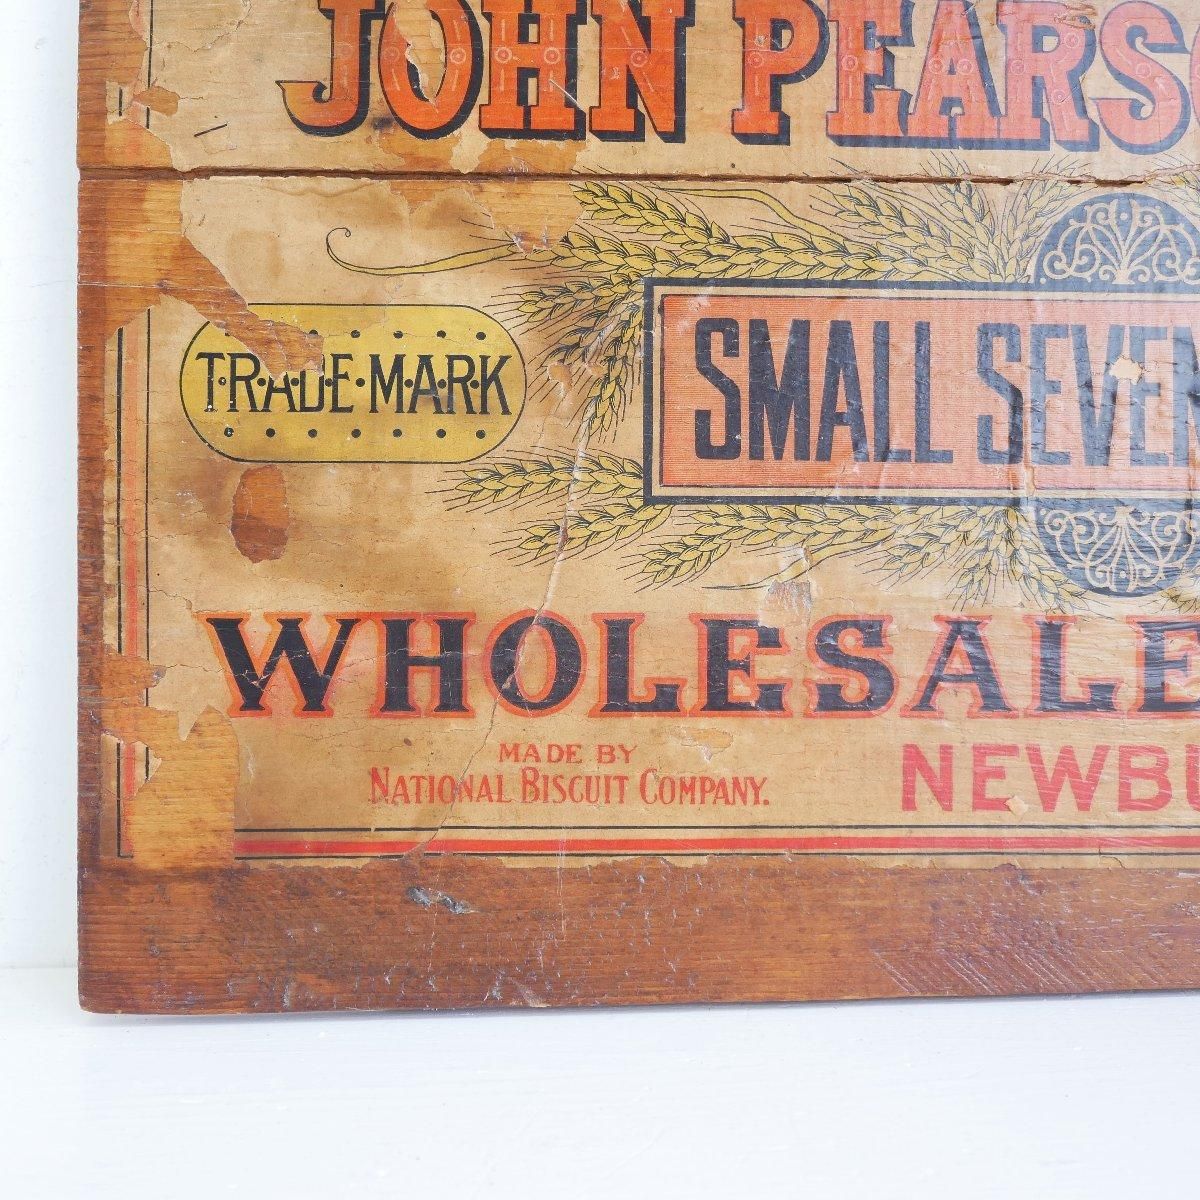 JOHN PEARS
TRADE MARK
SMALL SEVEN
WHOLESALE
MADE BY
NATIONAL BISCUIT COMPANY.
NEWBU